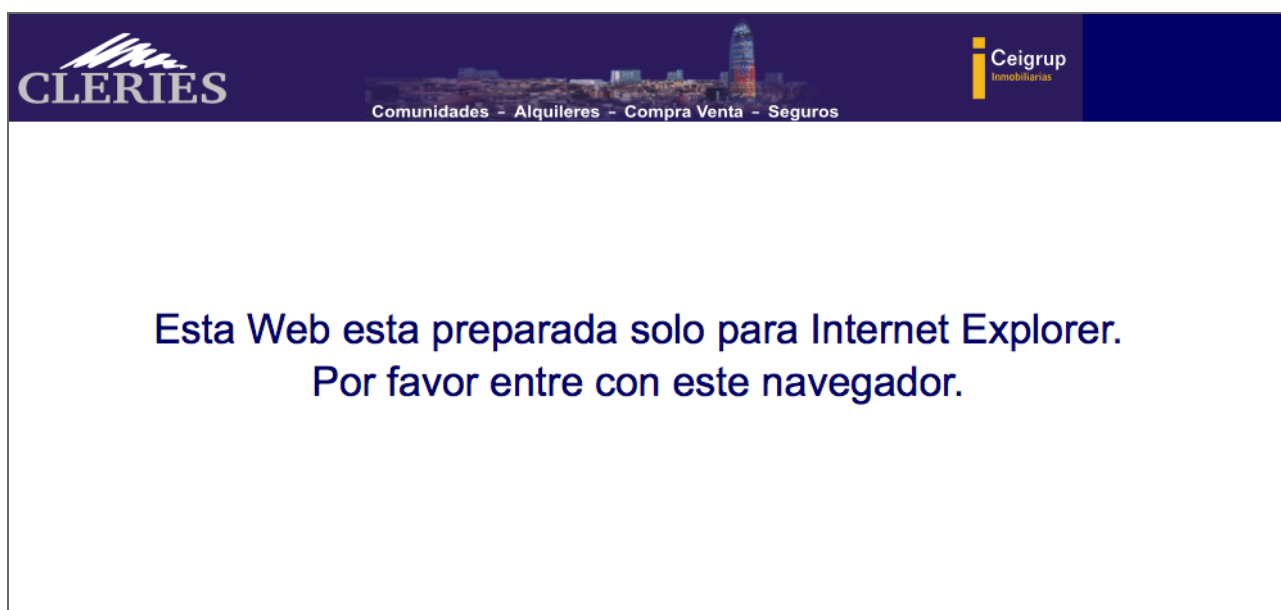 CLERIES
Comunidades - Alquileres - Compra Venta - Seguros
Ceigrup
Inmobiliarias
Esta Web esta preparada solo para Internet Explorer.
Por favor entre con este navegador.